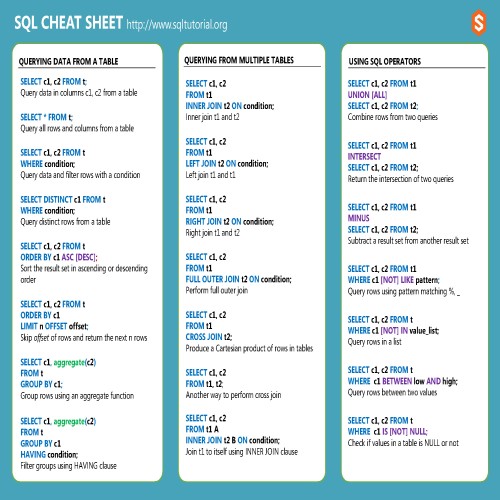 SQL CHEAT SHEET http://www.sqltutorial.org
QUERYING DATA FROM A TABLE
SELECT c1, c2 FROM t;
Query data in columns c1, c2 from a table
SELECT * FROM t;
Query all rows and columns from a table
SELECT c1, c2 FROM t
WHERE condition;
Query data and filter rows with a condition
SELECT DISTINCT c1 FROM t
WHERE condition;
Query distinct rows from a table
SELECT c1, c2 FROM t
ORDER BY c1 ASC [DESC];
Sort the result set in ascending or descending
order
SELECT c1, c2 FROM t
ORDER BY c1
LIMIT n OFFSET offset;
Skip offset of rows and return the next n rows
SELECT c1, aggregate(c2)
FROM t
GROUP BY c1;
Group rows using an aggregate function
SELECT c1, aggregate(c2)
FROM t
GROUP BY c1
HAVING condition;
Filter groups using HAVING clause
QUERYING FROM MULTIPLE TABLES
SELECT c1, c2
FROM t1
INNER JOIN t2 ON condition;
Inner join t1 and t2
SELECT c1, c2
FROM t1
LEFT JOIN t2 ON condition;
Left join t1 and t1
SELECT c1, c2
FROM t1
RIGHT JOIN t2 ON condition;
Right join t1 and t2
SELECT c1, c2
FROM t1
FULL OUTER JOIN t2 ON condition;
Perform full outer join
SELECT c1, c2
FROM t1
CROSS JOIN t2;
Produce a Cartesian product of rows in tables
SELECT c1, c2
FROM t1, t2;
Another way to perform cross join
SELECT c1, c2
FROM t1 A
INNER JOIN t2 B ON condition;
Join t1 to itself using INNER JOIN clause
USING SQL OPERATORS
SELECT c1, c2 FROM t1
UNION [ALL]
SELECT c1, c2 FROM t2;
Combine rows from two queries
SELECT c1, c2 FROM t1
INTERSECT
SELECT c1, c2 FROM t2;
Return the intersection of two queries
SELECT c1, c2 FROM t1
MINUS
SELECT c1, c2 FROM t2;
Subtract a result set from another result set
SELECT c1, c2 FROM t1
WHERE c1 [NOT] LIKE pattern;
Query rows using pattern matching %, _
SELECT c1, c2 FROM t
WHERE c1 [NOT] IN value_list;
Query rows in a list
SELECT c1, c2 FROM t
WHERE c1 BETWEEN low AND high;
Query rows between two values
SELECT c1, c2 FROM t
WHERE c1 IS [NOT] NULL;
Check if values in a table is NULL or not